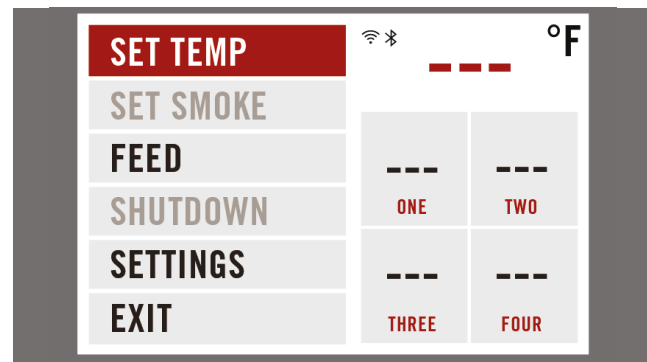 SET TEMP
SET SMOKE
FEED
SHUTDOWN
SETTINGS
EXIT
°F
---
---
ONE
---
TWO
---
THREE
---
FOUR